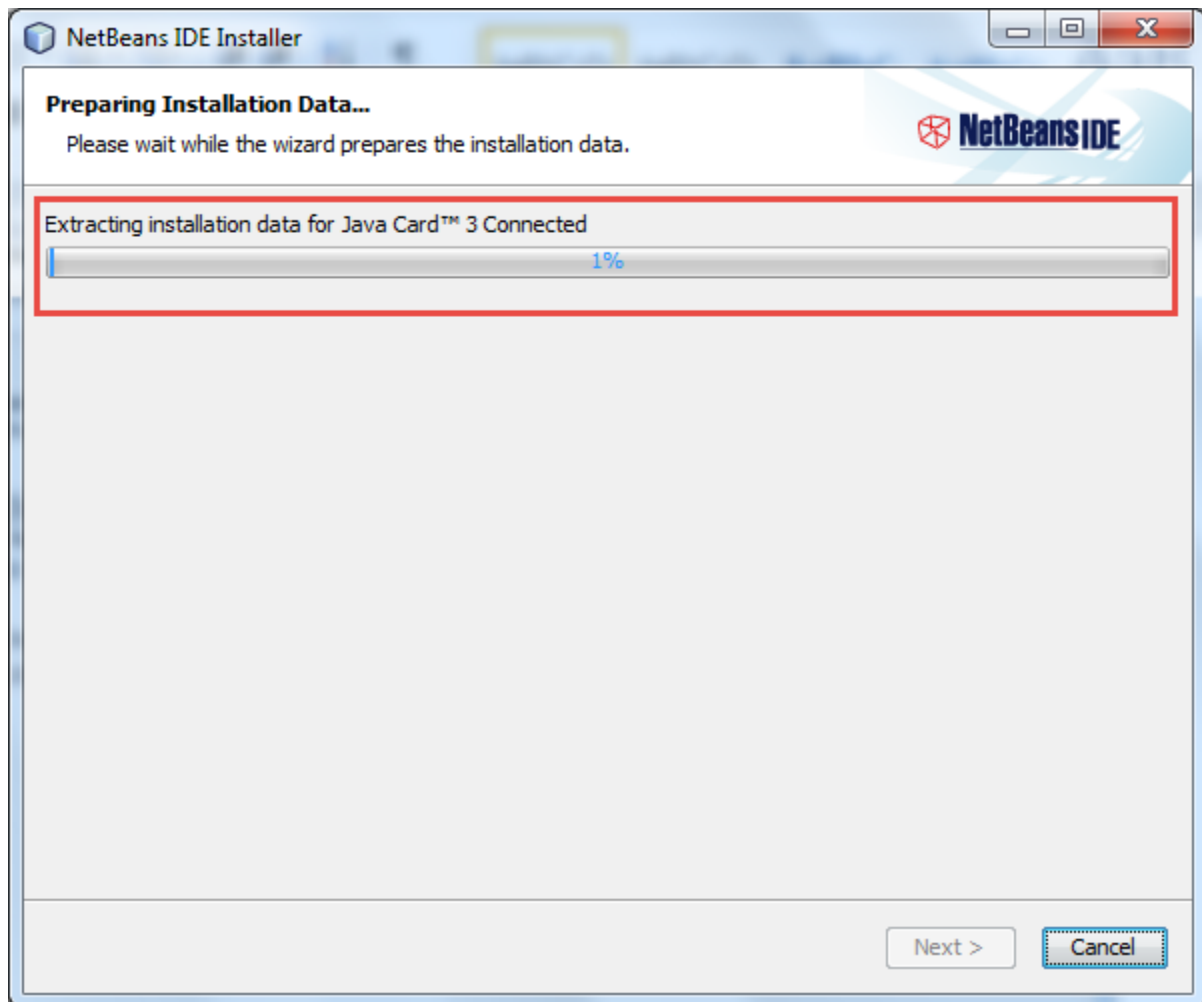 NetBeans IDE Installer
Preparing Installation Data...
Please wait while the wizard prepares the installation data.
NetBeans IDE
Extracting installation data for Java Card™ 3 Connected
1%
Next >
Cancel